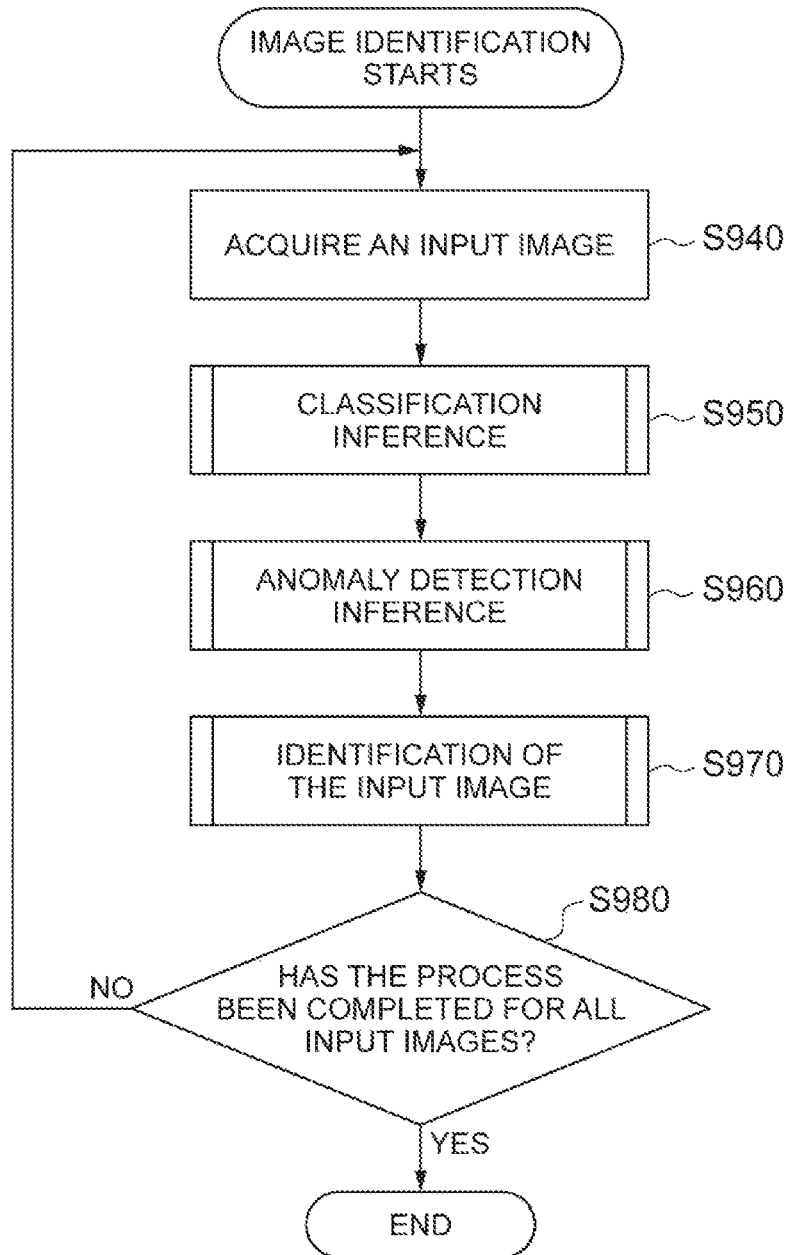 IMAGE IDENTIFICATION
STARTS
ACQUIRE AN INPUT IMAGE
S940
CLASSIFICATION
INFERENCE
S950
ANOMALY DETECTION
INFERENCE
S960
IDENTIFICATION OF
THE INPUT IMAGE
S970
S980
HAS THE PROCESS
BEEN COMPLETED FOR ALL
INPUT IMAGES?
NO
YES
END